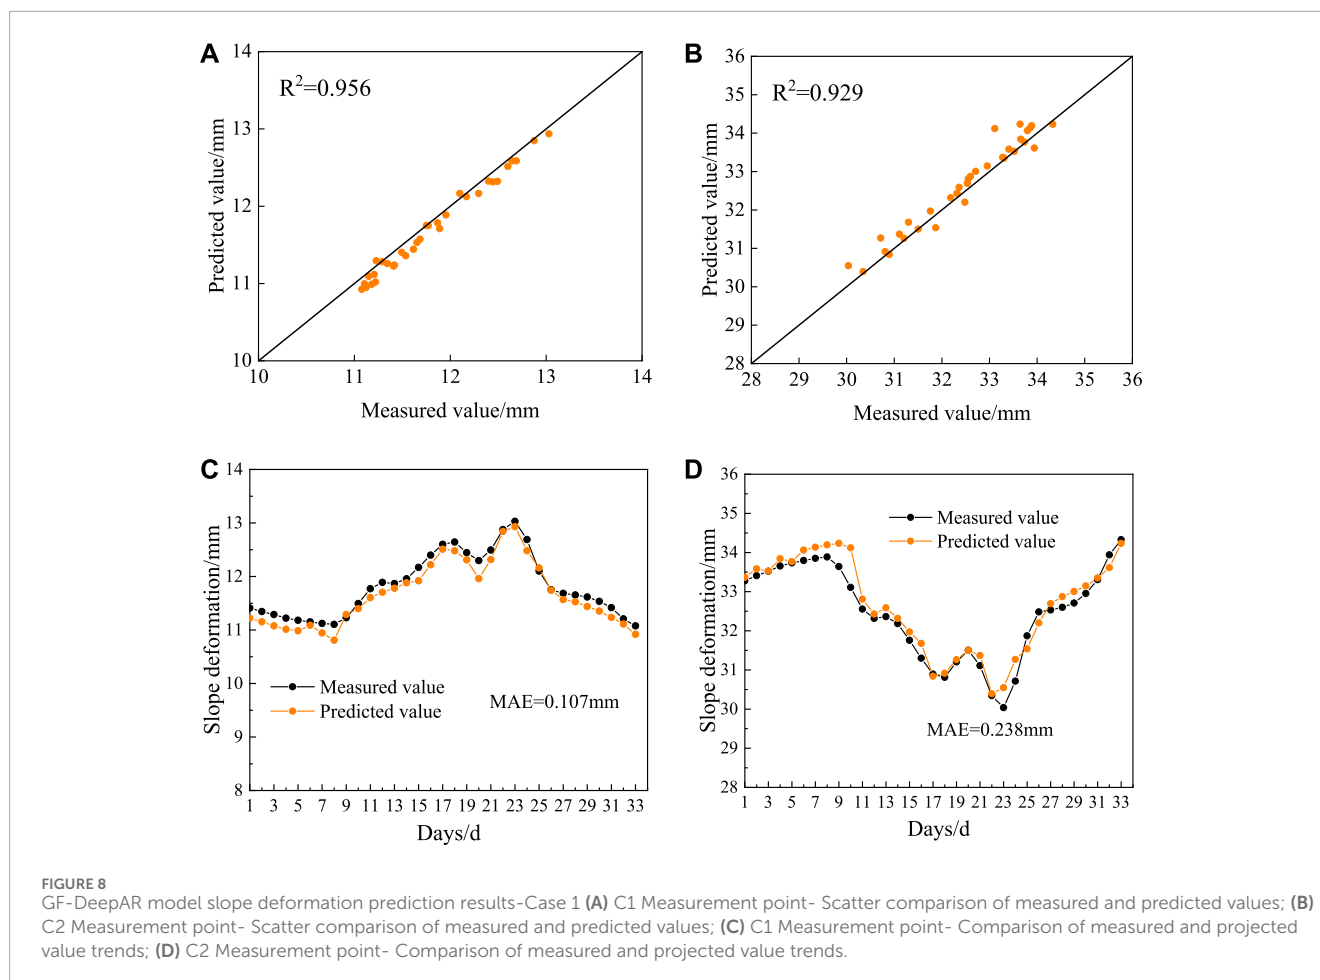 A
14
13
12
11
10
Predicted value/mm
R²=0.956
10 11 12 13 14
Measured value/mm
B
36
35
34
33
32
31
30
29
28
Predicted value/mm
R²=0.929
28 29 30 31 32 33 34 35 36
Measured value/mm
C
14
13
12
11
10
9
8
Slope deformation/mm
Measured value
Predicted value
MAE=0.107mm
1 3 5 7 9 11 13 15 17 19 21 23 25 27 29 31 33
Days/d
D
36
35
34
33
32
31
30
29
28
Slope deformation/mm
Measured value
Predicted value
MAE=0.238mm
1 3 5 7 9 11 13 15 17 19 21 23 25 27 29 31 33
Days/d
FIGURE 8
GF-DeepAR model slope deformation prediction results-Case 1 (A) C1 Measurement point- Scatter comparison of measured and predicted values; (B)
C2 Measurement point- Scatter comparison of measured and predicted values; (C) C1 Measurement point- Comparison of measured and projected
value trends; (D) C2 Measurement point- Comparison of measured and projected value trends.